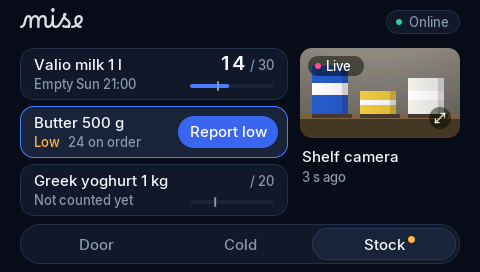 mise
Online
Valio milk 1 l
14 / 30
Empty Sun 21:00
Butter 500 g
Low 24 on order
Report low
Greek yoghurt 1 kg
/ 20
Not counted yet
Live
Shelf camera
3 s ago
Door
Cold
Stock